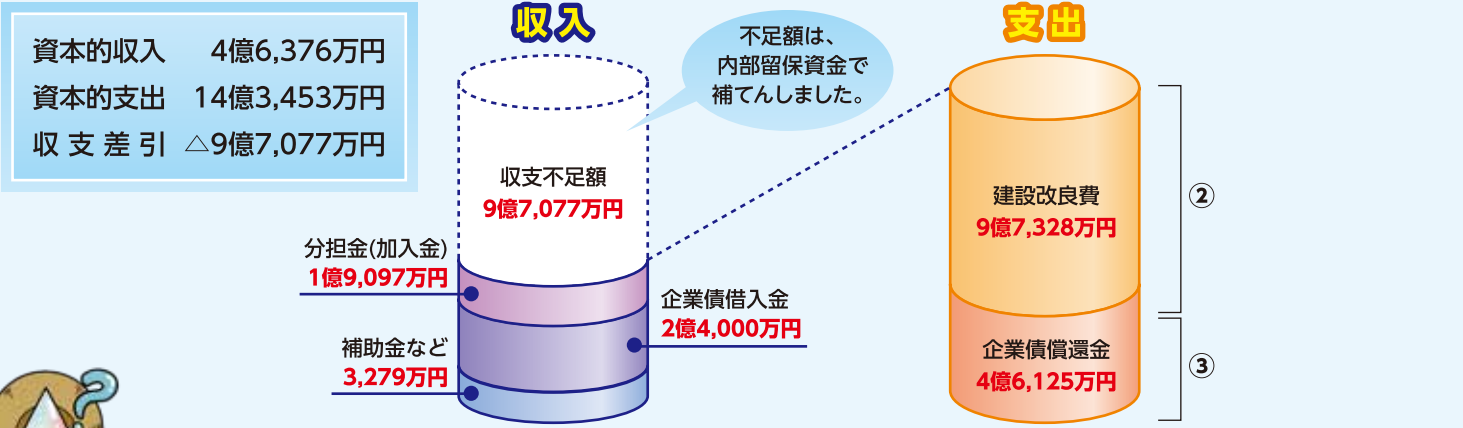 資本的収入 4億6,376万円
資本的支出 14億3,453万円
収支差引 △9億7,077万円
収入
不足額は、
内部留保資金で
補てんしました。
収支不足額
9億7,077万円
分担金(加入金)
1億9,097万円
企業債借入金
2億4,000万円
補助金など
3,279万円
支出
建設改良費
9億7,328万円
②
企業債償還金
4億6,125万円
③
?